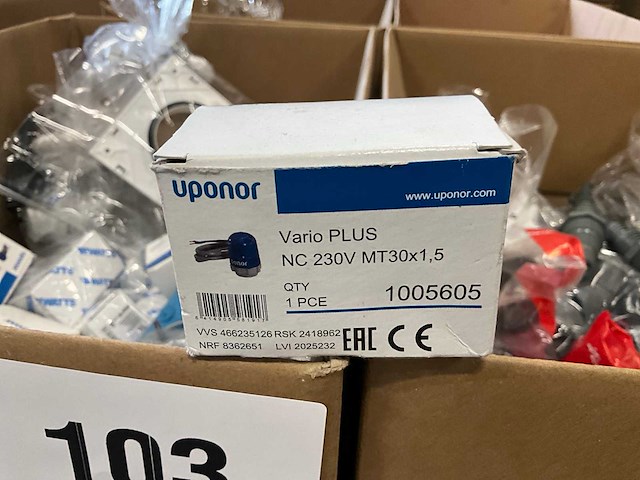 uponor
www.uponor.com
Vario PLUS
NC 230V MT30x1,5
QTY
1 PCE
1005605
VVS 466235126 RSK 2418962
NRF 8362651 LVI 2025232
EAC CE
WATTS
103